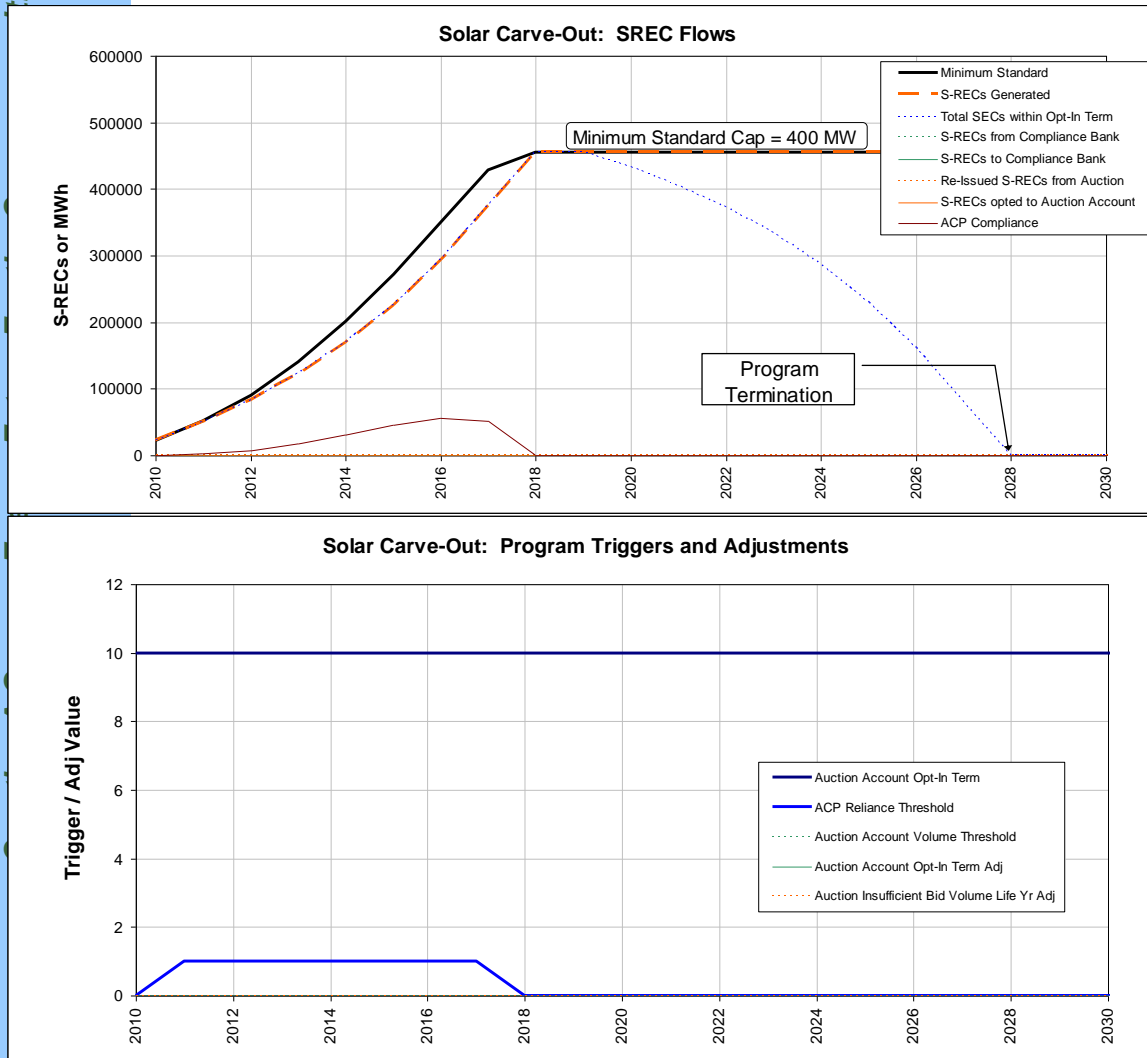 Solar Carve-Out: SREC Flows
600000
500000
400000
300000
200000
100000
0
S-RECs or MWh
Minimum Standard
S-RECs Generated
Total SECs within Opt-In Term
S-RECs from Compliance Bank
S-RECs to Compliance Bank
Re-Issued S-RECs from Auction
S-RECs opted to Auction Account
ACP Compliance
Minimum Standard Cap = 400 MW
Program
Termination
2010
2012
2014
2016
2018
2020
2022
2024
2026
2028
2030
Solar Carve-Out: Program Triggers and Adjustments
12
10
8
6
4
2
0
Trigger / Adj Value
Auction Account Opt-In Term
ACP Reliance Threshold
Auction Account Volume Threshold
Auction Account Opt-In Term Adj
Auction Insufficient Bid Volume Life Yr Adj
2010
2012
2014
2016
2018
2020
2022
2024
2026
2028
2030